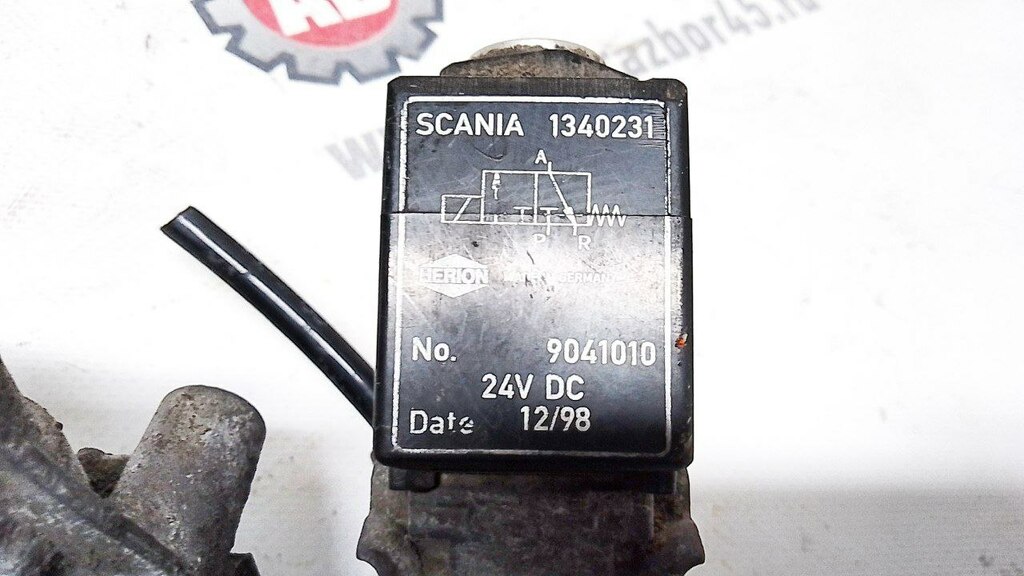 SCANIA 1340231
A
P R
HERION
No. 9041010
24V DC
Date 12/98